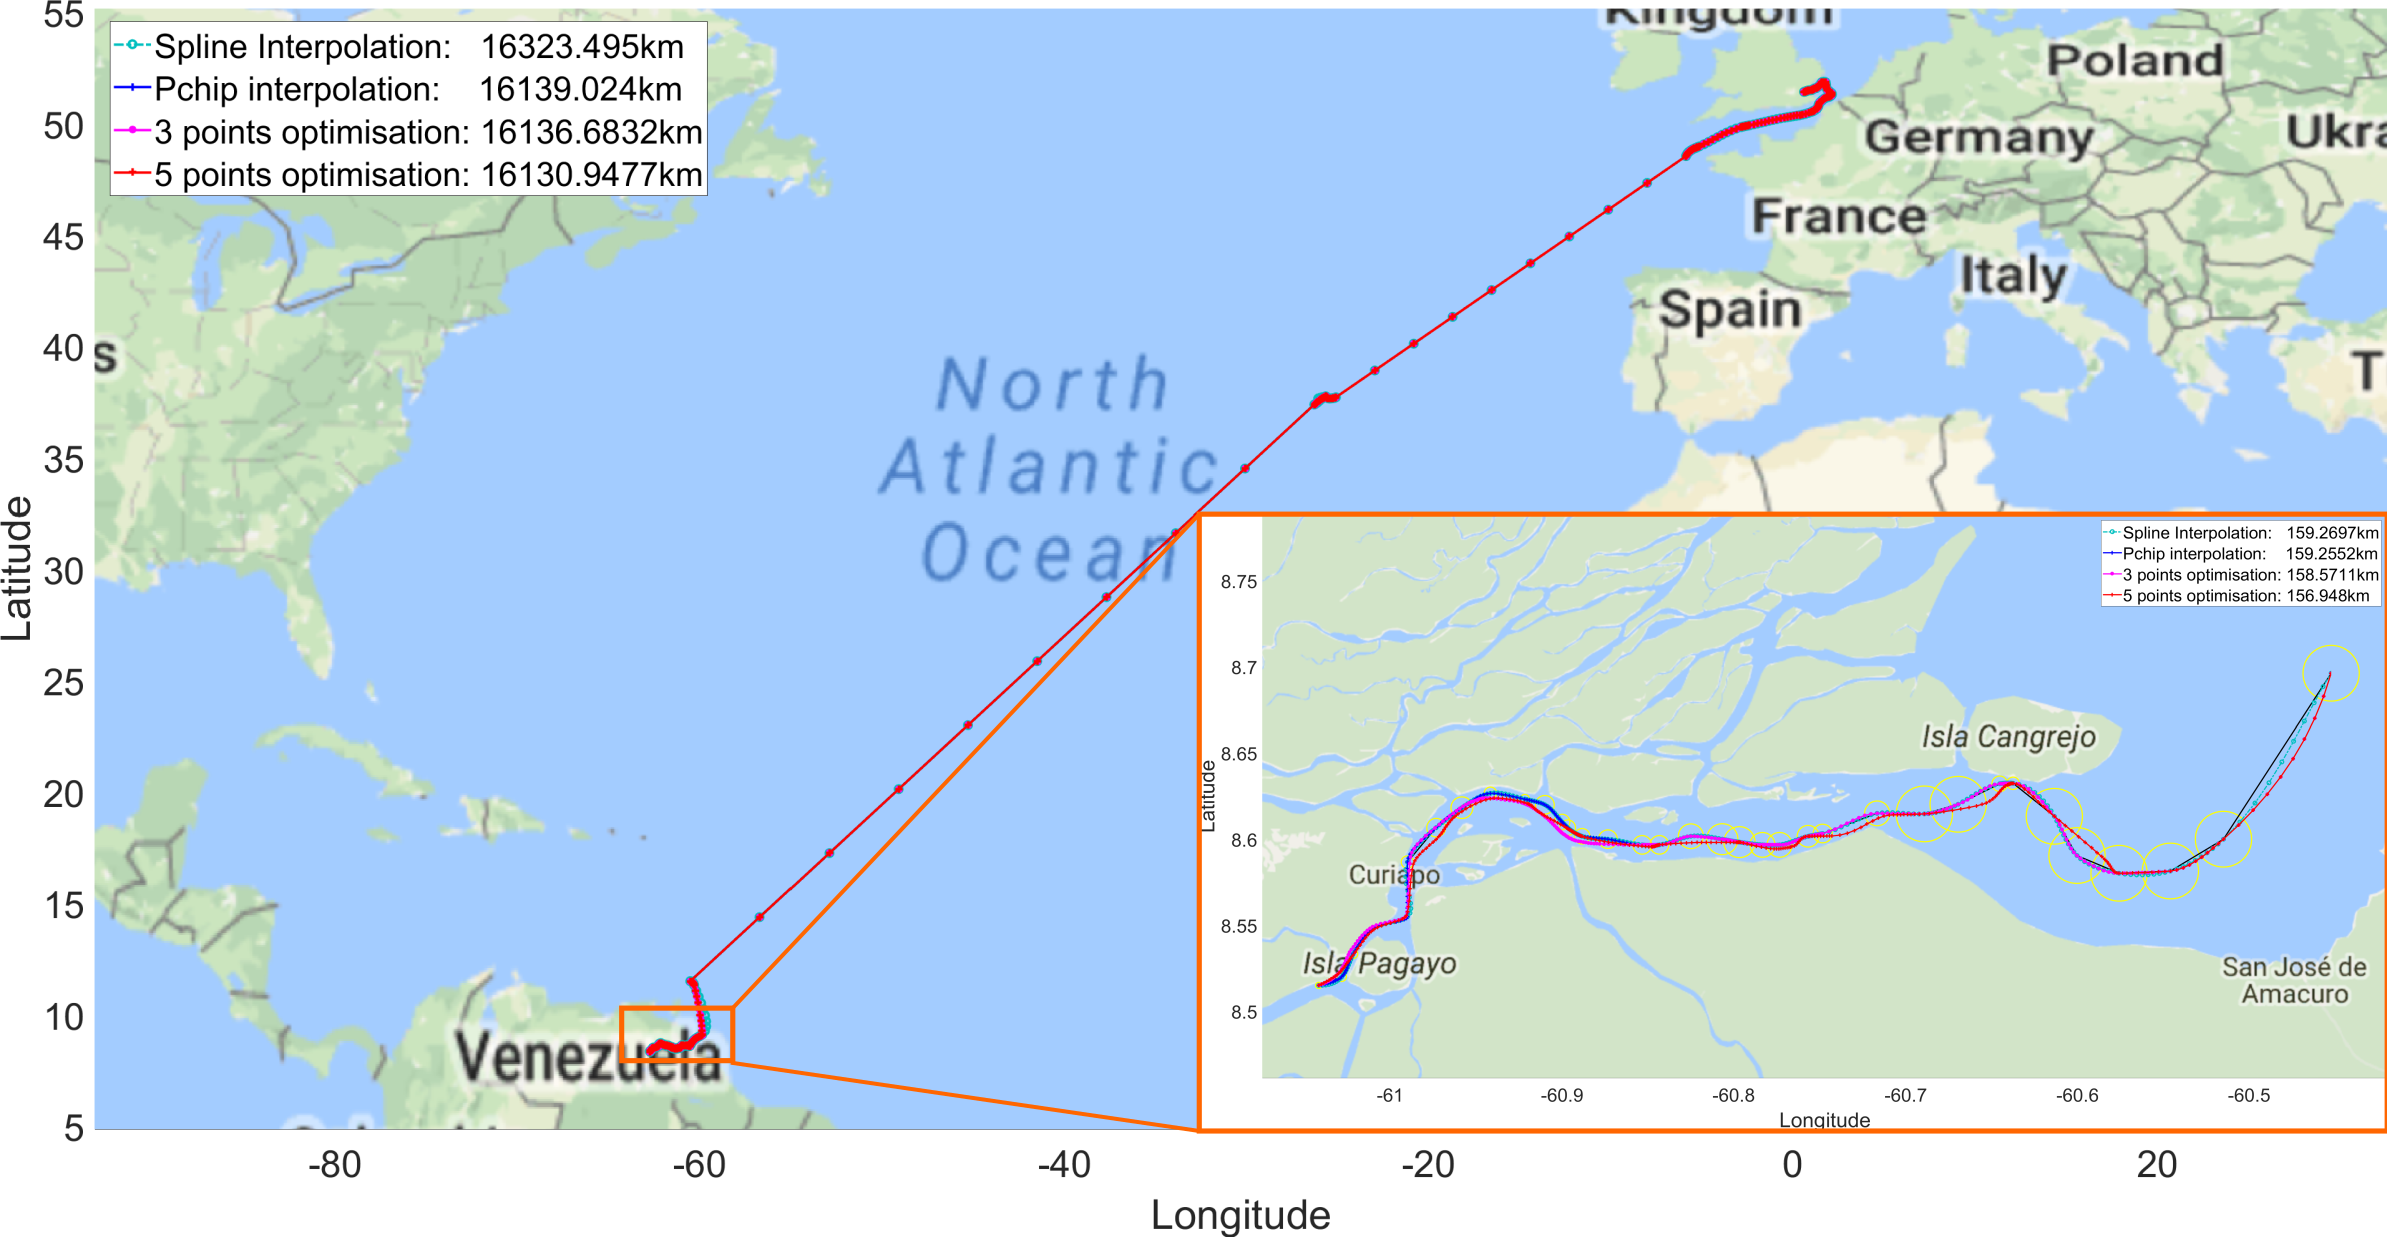 55
50
45
40
35
30
25
20
15
10
5
Latitude
Spline Interpolation: 16323.495km
Pchip interpolation: 16139.024km
3 points optimisation: 16136.6832km
5 points optimisation: 16130.9477km
Kingdom
Poland
Germany
Ukra
France
Italy
Spain
s
T
North
Atlantic
Ocean
Venezuela
-80
-60
-40
-20
0
20
Longitude
Spline Interpolation: 159.2697km
Pchip interpolation: 159.2552km
3 points optimisation: 158.5711km
5 points optimisation: 156.948km
8.75
8.7
8.65
8.6
8.55
8.5
Latitude
Isla Cangrejo
Curiapo
Isla Pagayo
San José de
Amacuro
-61
-60.9
-60.8
-60.7
-60.6
-60.5
Longitude